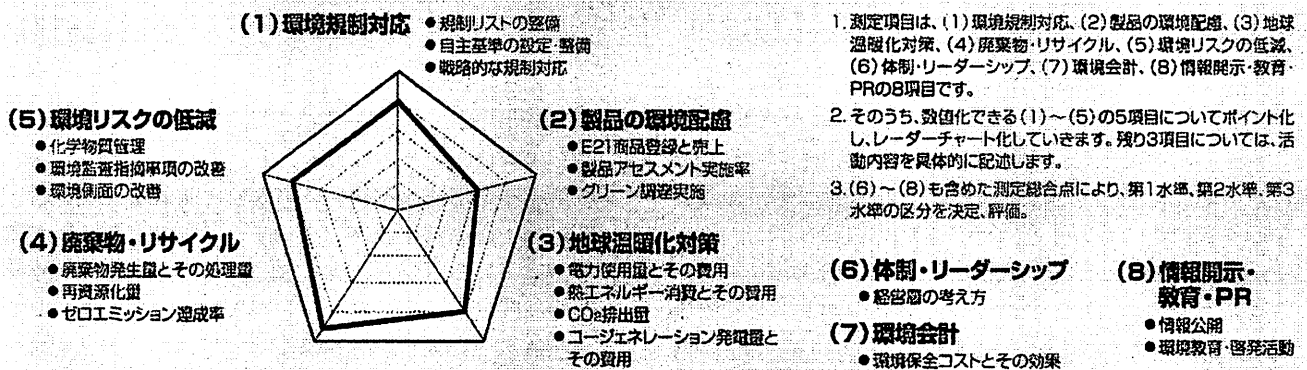 (1)環境規制対応
●規制リストの整備
●自主基準の設定・整備
●戦略的な規制対応
(5)環境リスクの低減
●化学物質管理
●環境監査指摘事項の改善
●環境側面の改善
(2)製品の環境配慮
●E21商品登録と売上
●製品アセスメント実施率
●グリーン調達実施
(4)廃棄物・リサイクル
●廃棄物発生量とその処理量
●再資源化量
●ゼロエミッション達成率
(3)地球温暖化対策
●電力使用量とその費用
●熱エネルギー消費とその費用
●CO₂排出量
●コージェネレーション発電量と
その費用
1.測定項目は、(1)環境規制対応、(2)製品の環境配慮、(3)地球
温暖化対策、(4)廃棄物・リサイクル、(5)環境リスクの低減、
(6)体制・リーダーシップ、(7)環境会計、(8)情報開示・教育・
PRの8項目です。
2.そのうち、数値化できる(1)～(5)の5項目についてポイント化
し、レーダーチャート化していきます。残り3項目については、活
動内容を具体的に記述します。
3.(6)～(8)も含めた測定総合点により、第1水準、第2水準、第3
水準の区分を決定、評価。
(6)体制・リーダーシップ
●経営層の考え方
(7)環境会計
●環境保全コストとその効果
(8)情報開示・
教育・PR
●情報公開
●環境教育・啓発活動